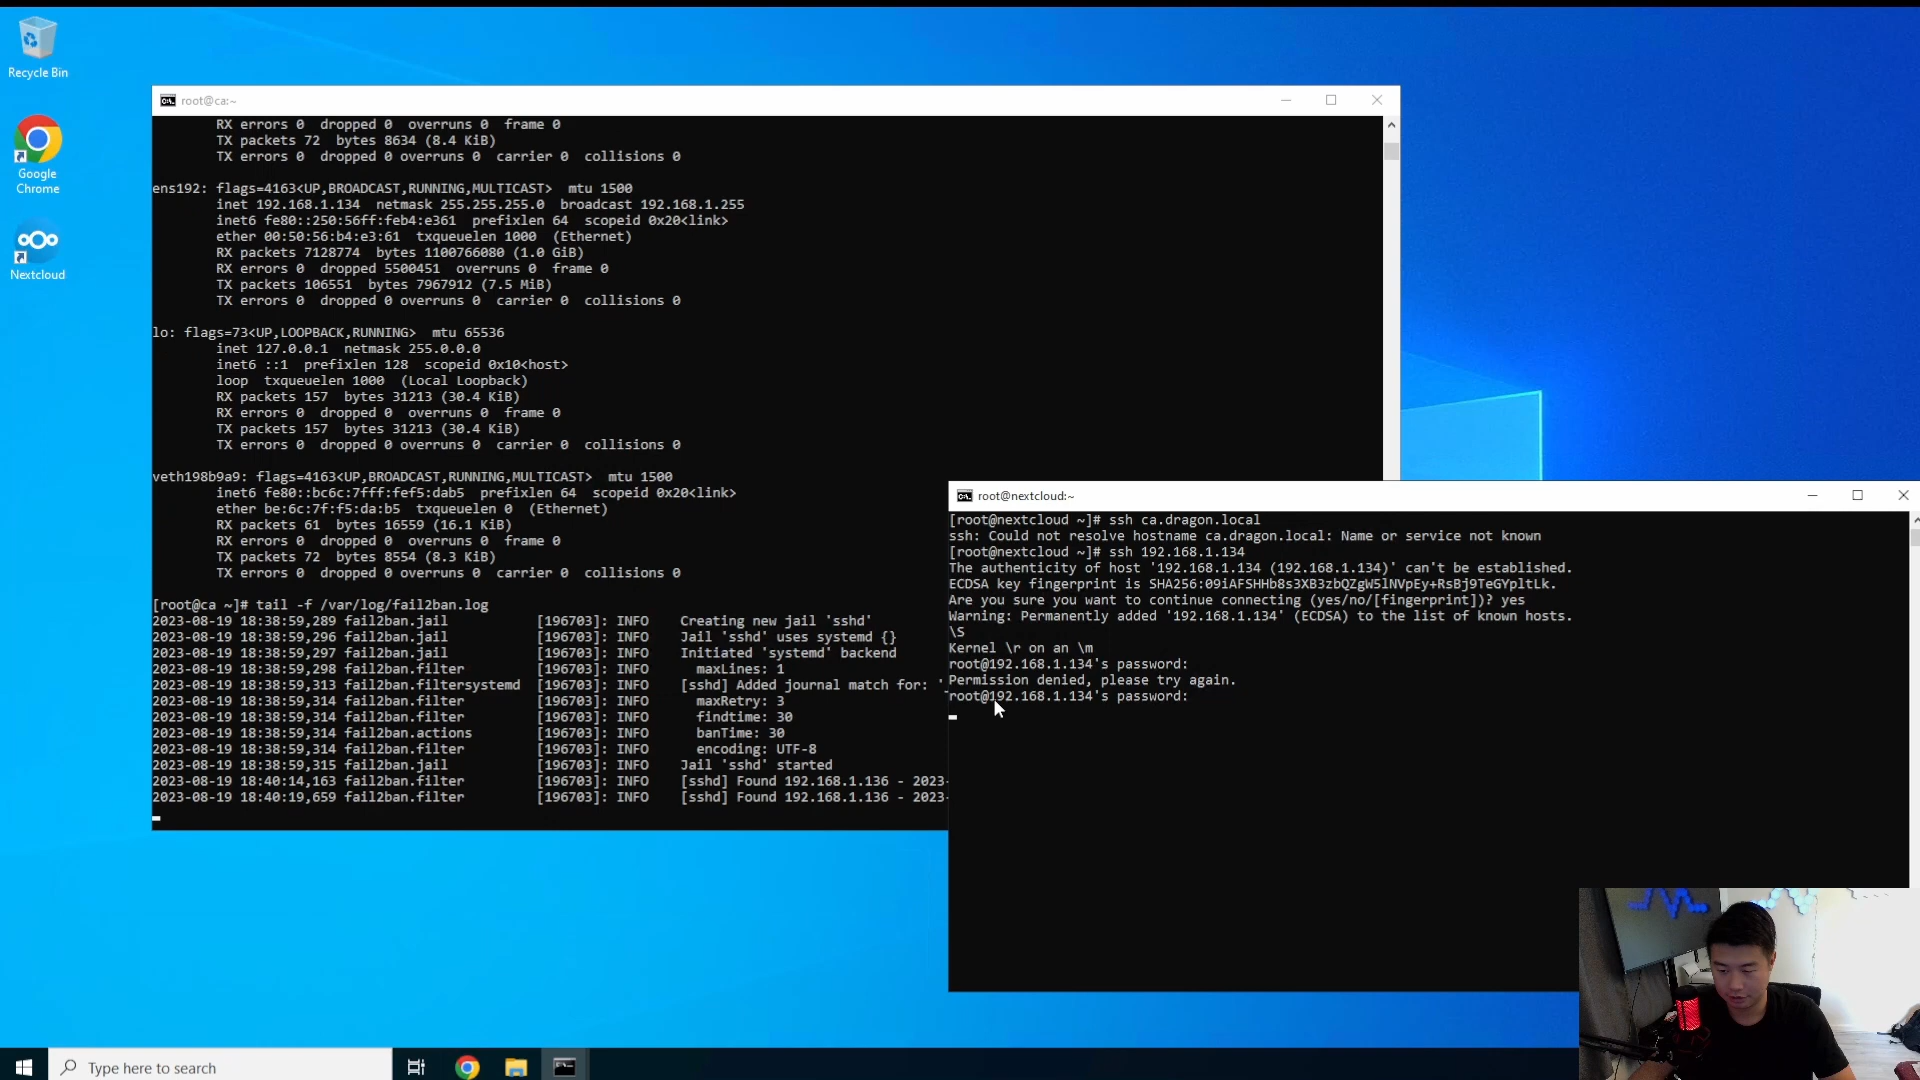 Recycle Bin
Google
Chrome
Nextcloud
root@ca:~
RX errors 0  dropped 0  overruns 0  frame 0
TX packets 72  bytes 8634 (8.4 KiB)
TX errors 0  dropped 0 overruns 0  carrier 0  collisions 0
ens192: flags=4163<UP,BROADCAST,RUNNING,MULTICAST>  mtu 1500
inet 192.168.1.134  netmask 255.255.255.0  broadcast 192.168.1.255
inet6 fe80::250:56ff:feb4:e361  prefixlen 64  scopeid 0x20<link>
ether 00:50:56:b4:e3:61  txqueuelen 1000  (Ethernet)
RX packets 7128774  bytes 1100766080 (1.0 GiB)
RX errors 0  dropped 5500451  overruns 0  frame 0
TX packets 106551  bytes 7967912 (7.5 MiB)
TX errors 0  dropped 0 overruns 0  carrier 0  collisions 0
lo: flags=73<UP,LOOPBACK,RUNNING>  mtu 65536
inet 127.0.0.1  netmask 255.0.0.0
inet6 ::1  prefixlen 128  scopeid 0x10<host>
loop  txqueuelen 1000  (Local Loopback)
RX packets 157  bytes 31213 (30.4 KiB)
RX errors 0  dropped 0  overruns 0  frame 0
TX packets 157  bytes 31213 (30.4 KiB)
TX errors 0  dropped 0 overruns 0  carrier 0  collisions 0
veth198b9a9: flags=4163<UP,BROADCAST,RUNNING,MULTICAST>  mtu 1500
inet6 fe80::bc6c:7fff:fef5:dab5  prefixlen 64  scopeid 0x20<link>
ether be:6c:7f:f5:da:b5  txqueuelen 0  (Ethernet)
RX packets 61  bytes 16559 (16.1 KiB)
RX errors 0  dropped 0  overruns 0  frame 0
TX packets 72  bytes 8554 (8.3 KiB)
TX errors 0  dropped 0 overruns 0  carrier 0  collisions 0
[root@ca ~]# tail -f /var/log/fail2ban.log
2023-08-19 18:38:59,289 fail2ban.jail [196703]: INFO Creating new jail 'sshd'
2023-08-19 18:38:59,296 fail2ban.jail [196703]: INFO Jail 'sshd' uses systemd {}
2023-08-19 18:38:59,297 fail2ban.jail [196703]: INFO Initiated 'systemd' backend
2023-08-19 18:38:59,298 fail2ban.filter [196703]: INFO maxLines: 1
2023-08-19 18:38:59,313 fail2ban.filtersystemd [196703]: INFO [sshd] Added journal match for: '
2023-08-19 18:38:59,314 fail2ban.filter [196703]: INFO maxRetry: 3
2023-08-19 18:38:59,314 fail2ban.filter [196703]: INFO findtime: 30
2023-08-19 18:38:59,314 fail2ban.actions [196703]: INFO banTime: 30
2023-08-19 18:38:59,314 fail2ban.filter [196703]: INFO encoding: UTF-8
2023-08-19 18:38:59,315 fail2ban.jail [196703]: INFO Jail 'sshd' started
2023-08-19 18:40:14,163 fail2ban.filter [196703]: INFO [sshd] Found 192.168.1.136 - 2023-
2023-08-19 18:40:19,659 fail2ban.filter [196703]: INFO [sshd] Found 192.168.1.136 - 2023-
root@nextcloud:~
[root@nextcloud ~]# ssh ca.dragon.local
ssh: Could not resolve hostname ca.dragon.local: Name or service not known
[root@nextcloud ~]# ssh 192.168.1.134
The authenticity of host '192.168.1.134 (192.168.1.134)' can't be established.
ECDSA key fingerprint is SHA256:09iAFSHHb8s3XB3zbQZgW5lNVpEy+RsBj9TeGYpltLk.
Are you sure you want to continue connecting (yes/no/[fingerprint])? yes
Warning: Permanently added '192.168.1.134' (ECDSA) to the list of known hosts.
\S
Kernel \r on an \m
root@192.168.1.134's password:
Permission denied, please try again.
root@192.168.1.134's password:
Type here to search